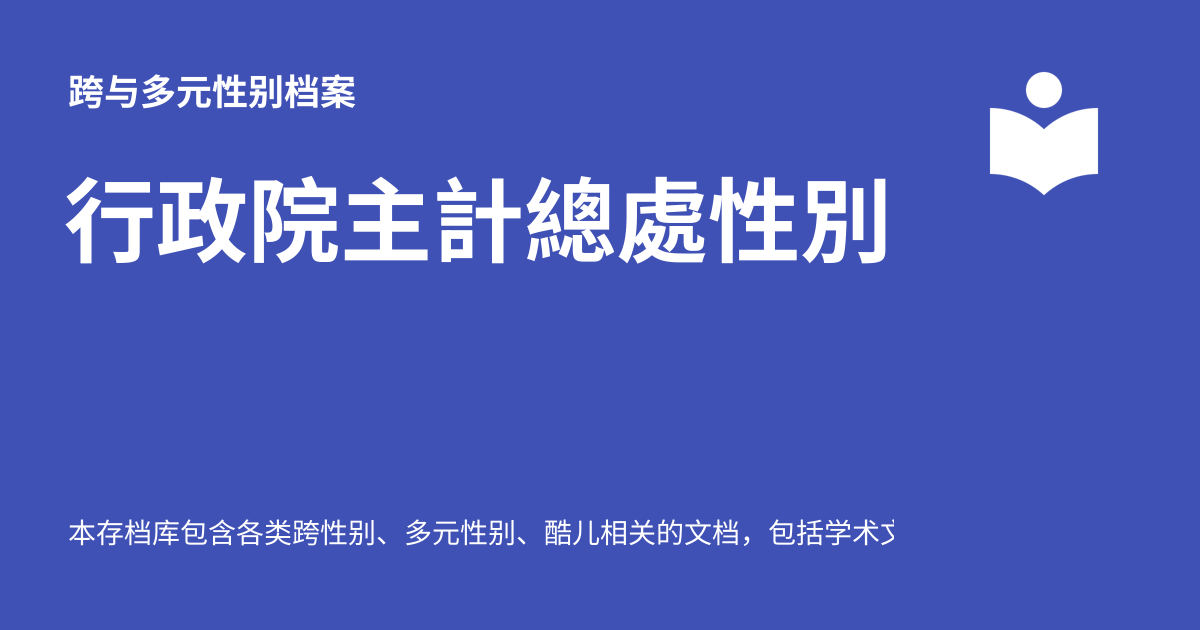 跨与多元性别档案
行政院主計總處性別
本存档库包含各类跨性别、多元性别、酷儿相关的文档，包括学术文